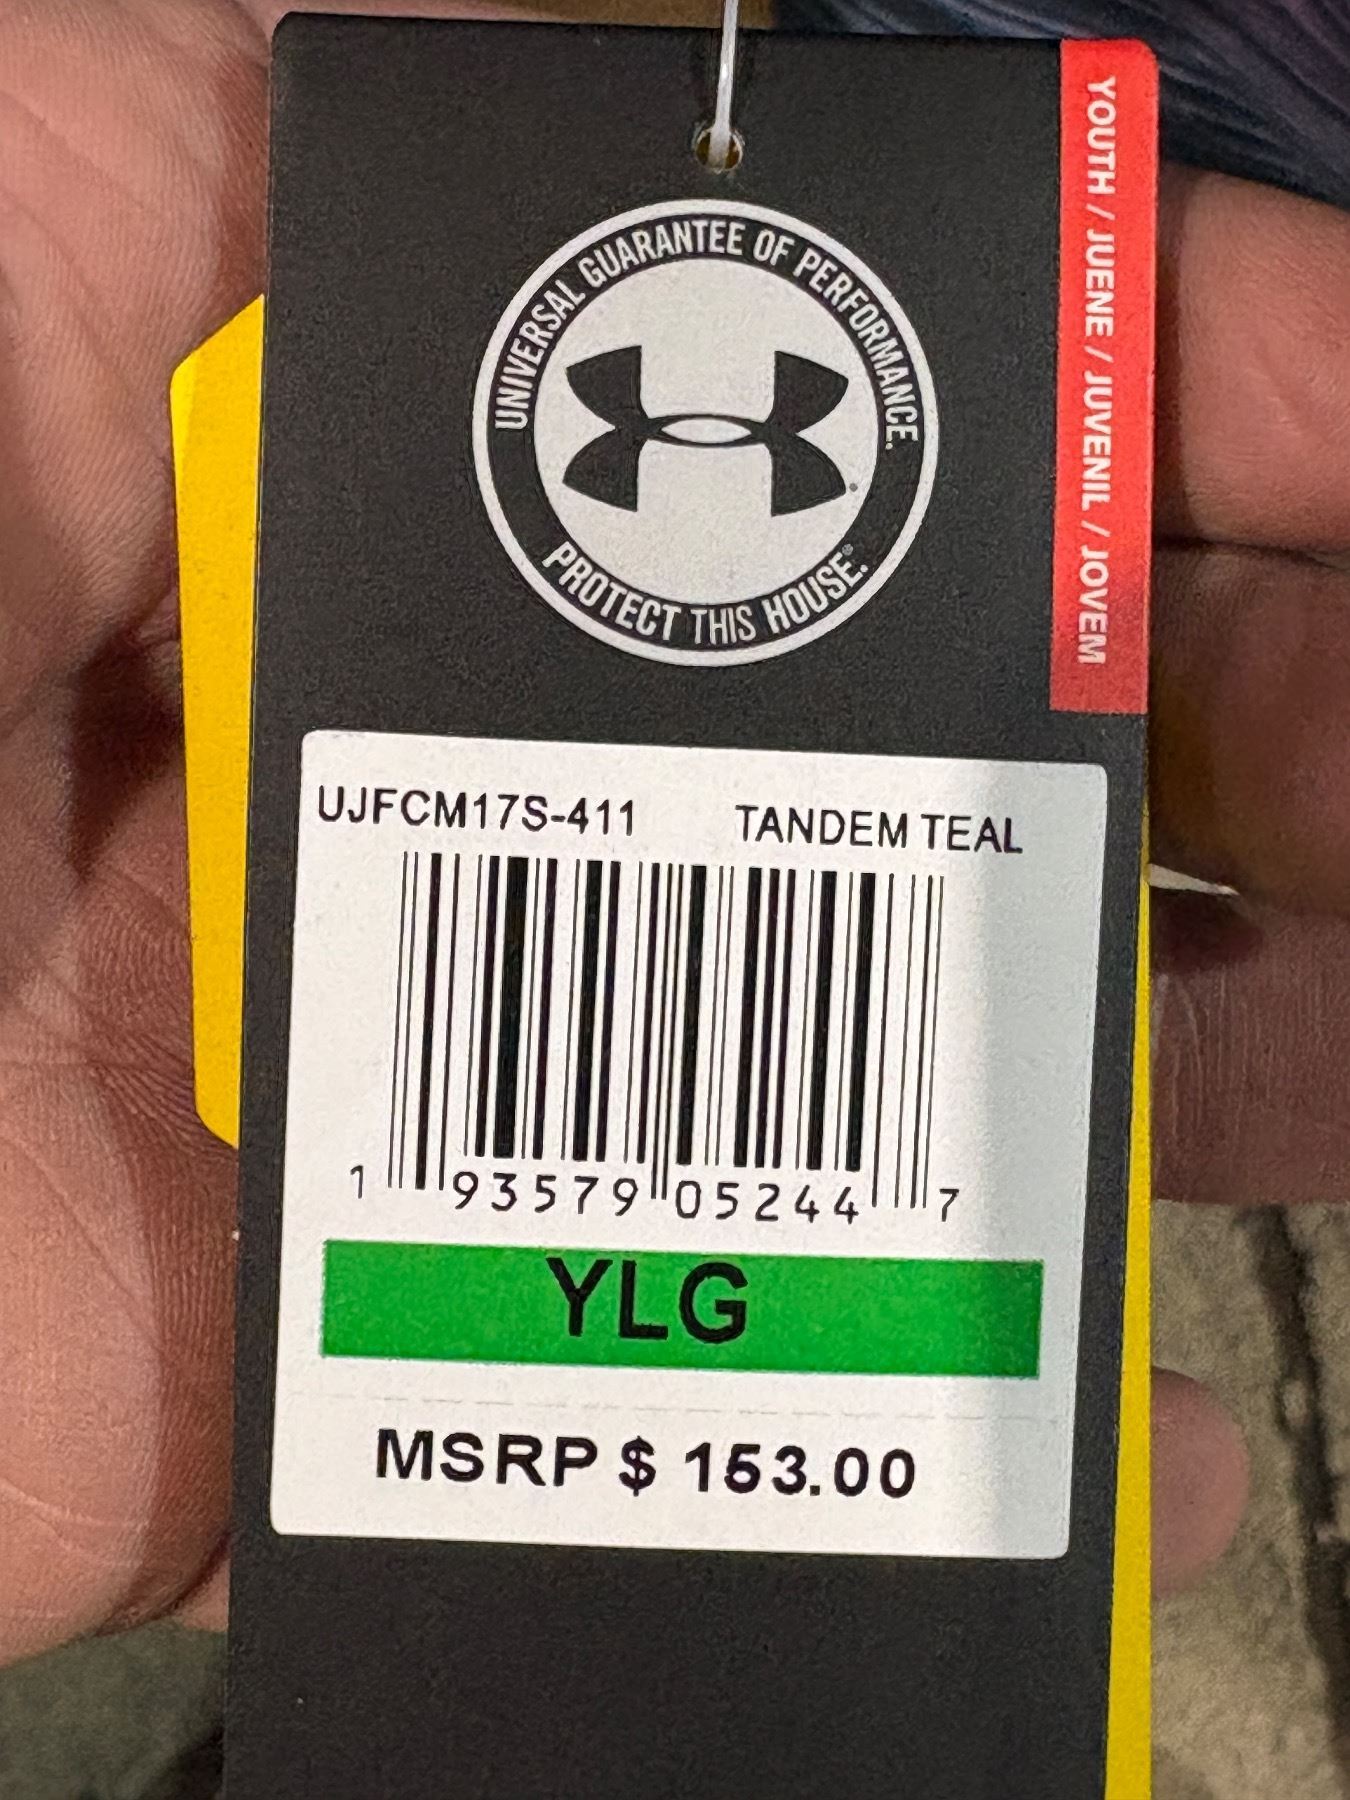 UNIVERSAL GUARANTEE OF PERFORMANCE.
PROTECT THIS HOUSE.®
YOUTH / JUENE / JUVENIL / JOVEM
UJFCM17S-411 TANDEM TEAL
1 93579 05244 7
YLG
MSRP $ 153.00